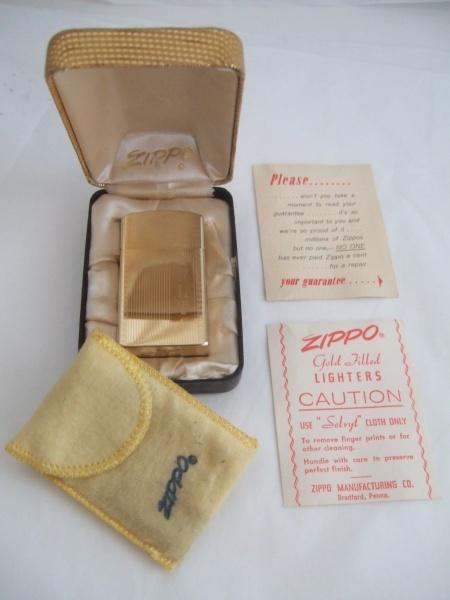 ZIPPO
Please........
....... won't you take a
moment to read your
guarantee ......... it's so
important to you and
we're so proud of it ....
millions of Zippos
but no one,— NO ONE
has ever paid Zippo a cent
..... for a repair
your guarantee .....
ZIPPO
Gold Filled
LIGHTERS
CAUTION
USE "Selvyt" CLOTH ONLY
To remove finger prints or for
other cleaning.
Handle with care to preserve
perfect finish.
ZIPPO MANUFACTURING CO.
Bradford, Penna.
ZIPPO